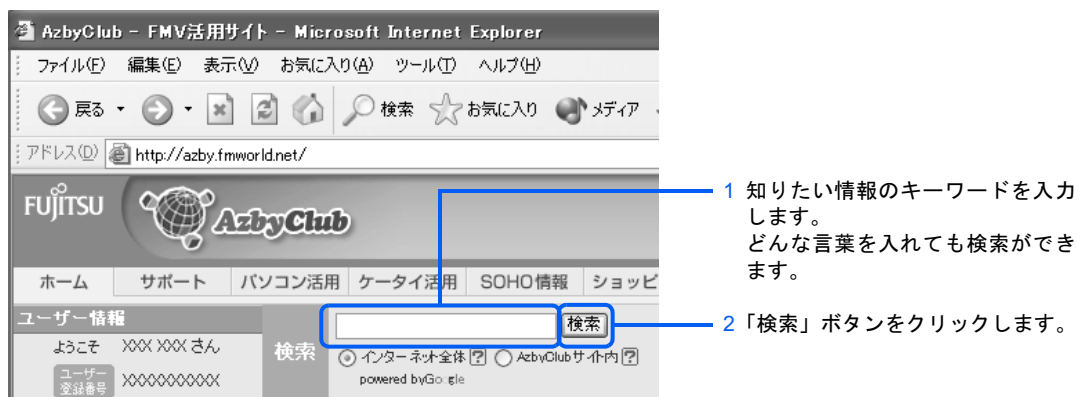 AzbyClub - FMV活用サイト - Microsoft Internet Explorer
ファイル(F) 編集(E) 表示(V) お気に入り(A) ツール(T) ヘルプ(H)
戻る 検索 お気に入り メディア
アドレス(D) http://azby.fmworld.net/
FUJITSU
AzbyClub
ホーム サポート パソコン活用 ケータイ活用 SOHO情報 ショッピ
ユーザー情報
ようこそ XXX XXX さん
ユーザー
登録番号
XXXXXXXXXX
検索
検索
インターネット全体 ? AzbyClubサイト内 ?
powered byGoogle
1 知りたい情報のキーワードを入力
します。
どんな言葉を入れても検索ができ
ます。
2「検索」ボタンをクリックします。